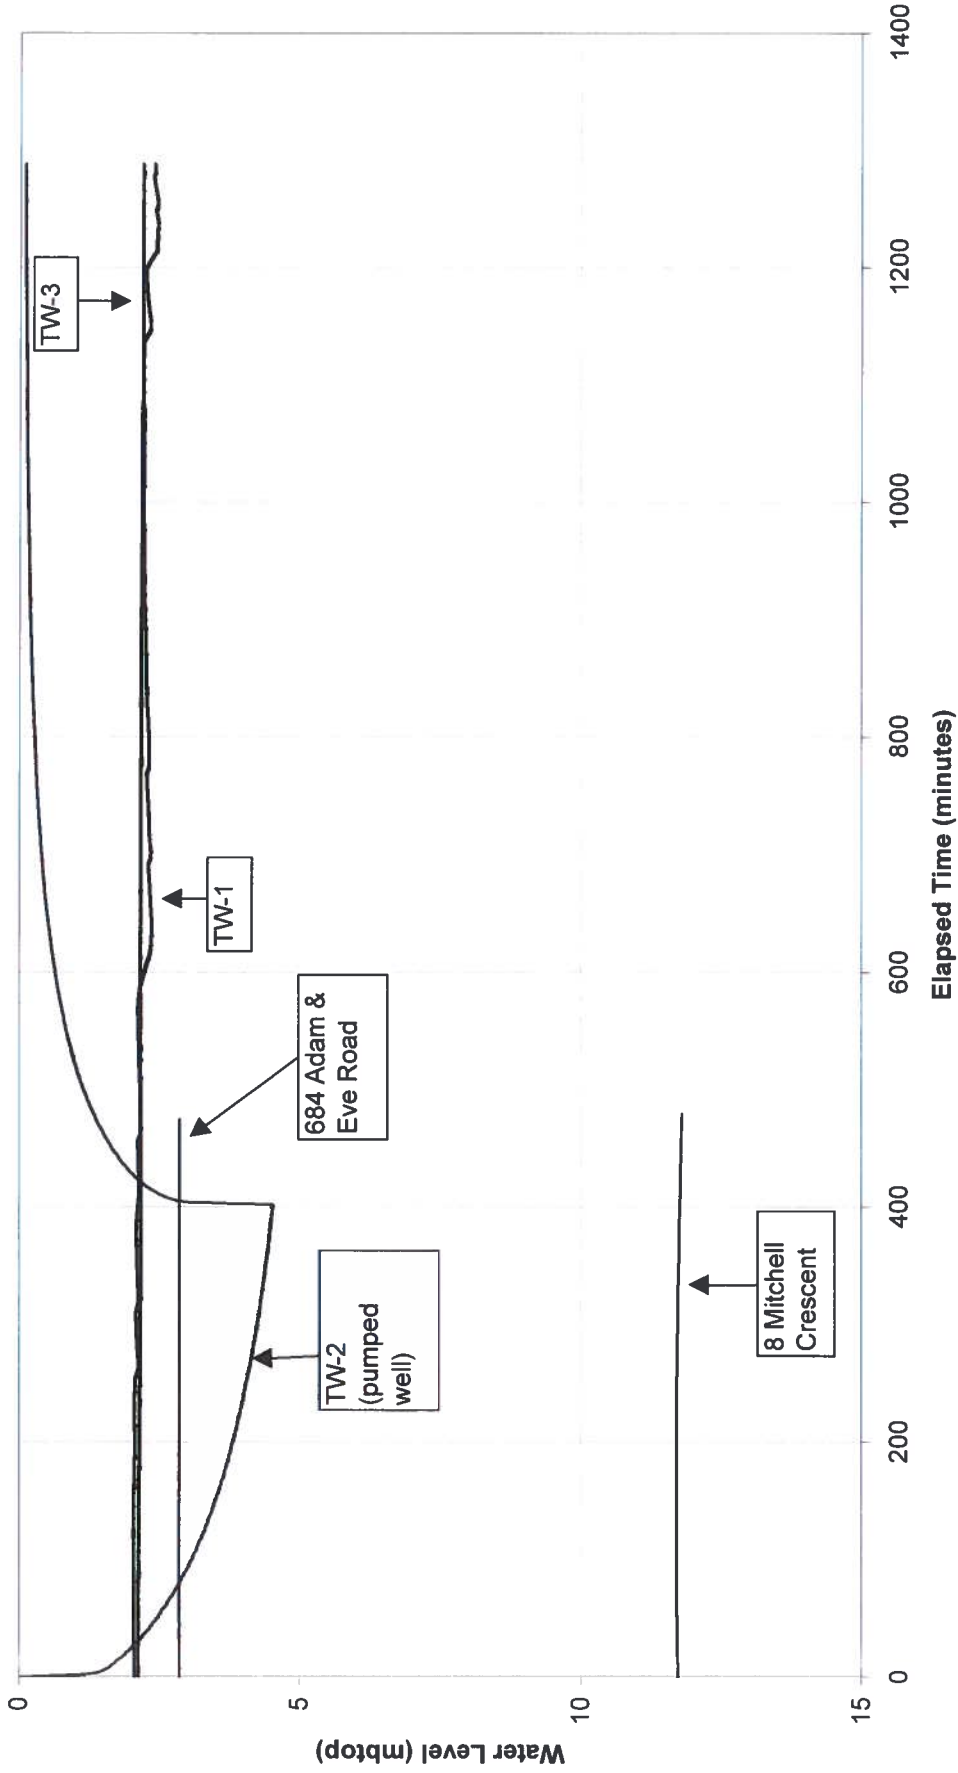 0
5
10
15
Water Level (mbtop)
TW-3
TW-1
684 Adam &
Eve Road
TW-2
(pumped
well)
8 Mitchell
Crescent
0
200
400
600
800
1000
1200
1400
Elapsed Time (minutes)